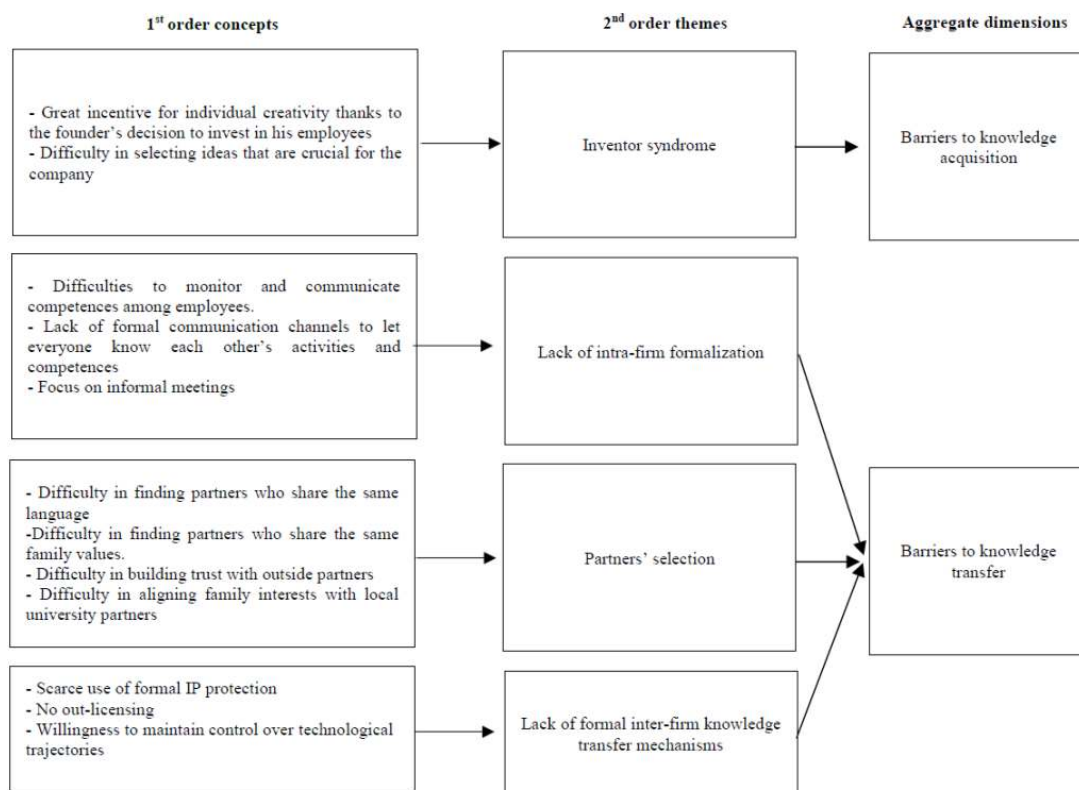 1st order concepts
2nd order themes
Aggregate dimensions
- Great incentive for individual creativity thanks to
the founder's decision to invest in his employees
- Difficulty in selecting ideas that are crucial for the
company
Inventor syndrome
Barriers to knowledge
acquisition
- Difficulties to monitor and communicate
competences among employees.
- Lack of formal communication channels to let
everyone know each other's activities and
competences
- Focus on informal meetings
Lack of intra-firm formalization
- Difficulty in finding partners who share the same
language
-Difficulty in finding partners who share the same
family values.
- Difficulty in building trust with outside partners
- Difficulty in aligning family interests with local
university partners
Partners' selection
Barriers to knowledge
transfer
- Scarce use of formal IP protection
- No out-licensing
- Willingness to maintain control over technological
trajectories
Lack of formal inter-firm knowledge
transfer mechanisms